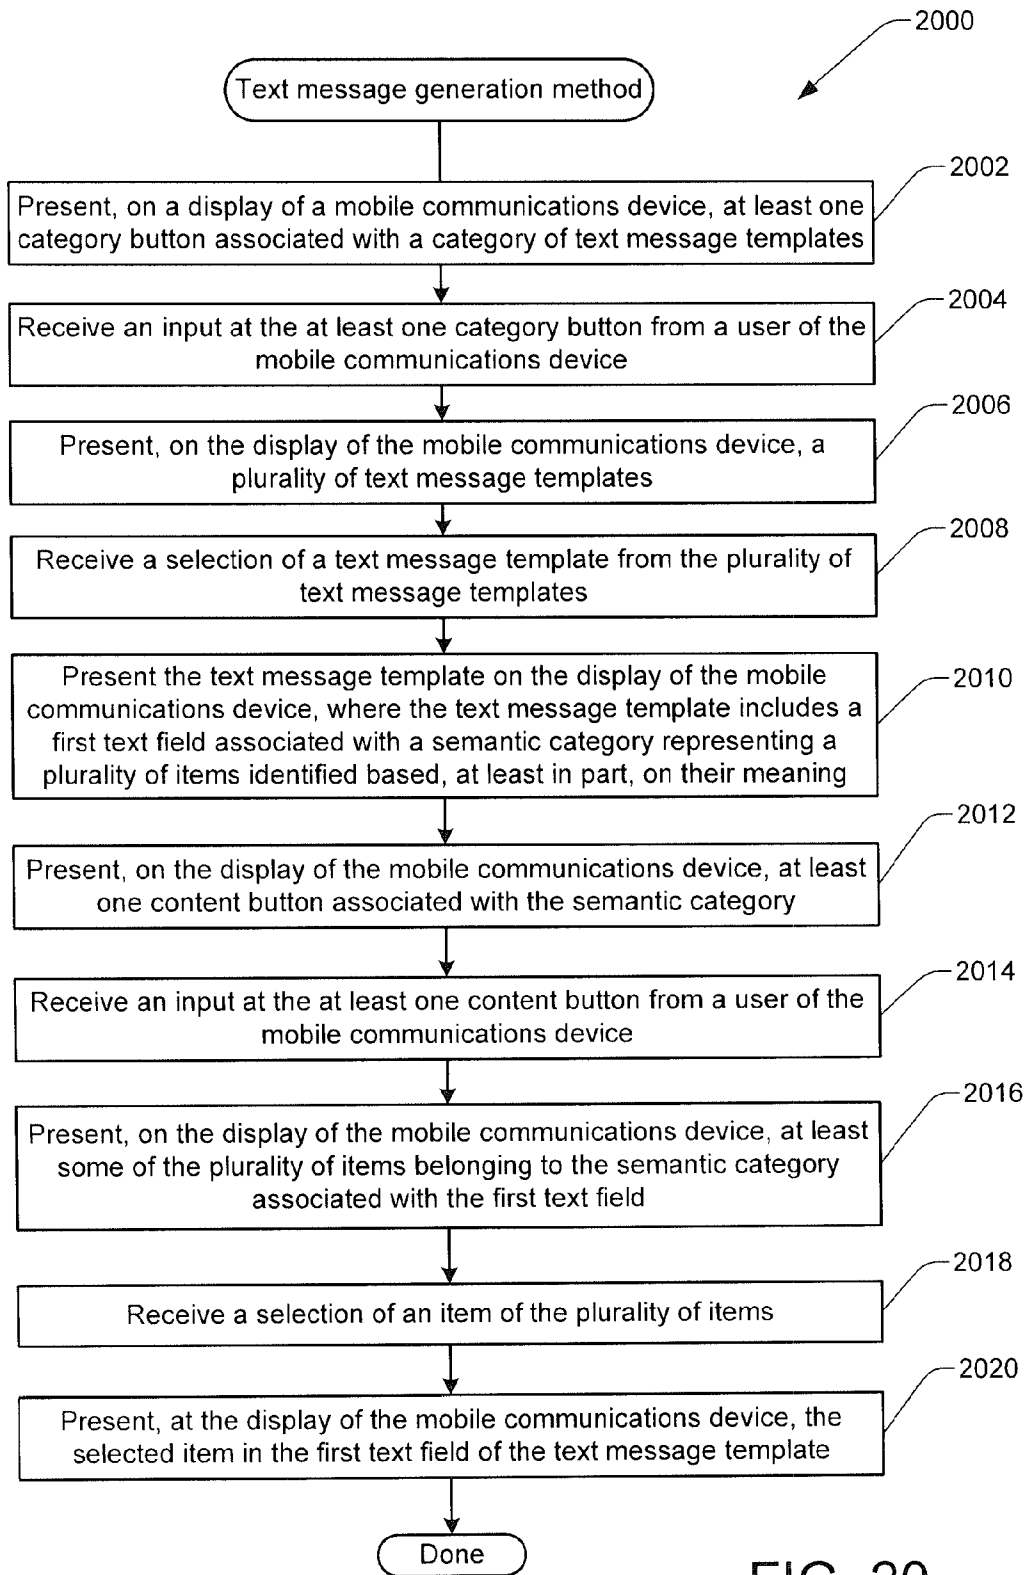 2000
Text message generation method
2002
Present, on a display of a mobile communications device, at least one
category button associated with a category of text message templates
2004
Receive an input at the at least one category button from a user of the
mobile communications device
2006
Present, on the display of the mobile communications device, a
plurality of text message templates
2008
Receive a selection of a text message template from the plurality of
text message templates
2010
Present the text message template on the display of the mobile
communications device, where the text message template includes a
first text field associated with a semantic category representing a
plurality of items identified based, at least in part, on their meaning
2012
Present, on the display of the mobile communications device, at least
one content button associated with the semantic category
2014
Receive an input at the at least one content button from a user of the
mobile communications device
2016
Present, on the display of the mobile communications device, at least
some of the plurality of items belonging to the semantic category
associated with the first text field
2018
Receive a selection of an item of the plurality of items
2020
Present, at the display of the mobile communications device, the
selected item in the first text field of the text message template
Done
FIG. 20